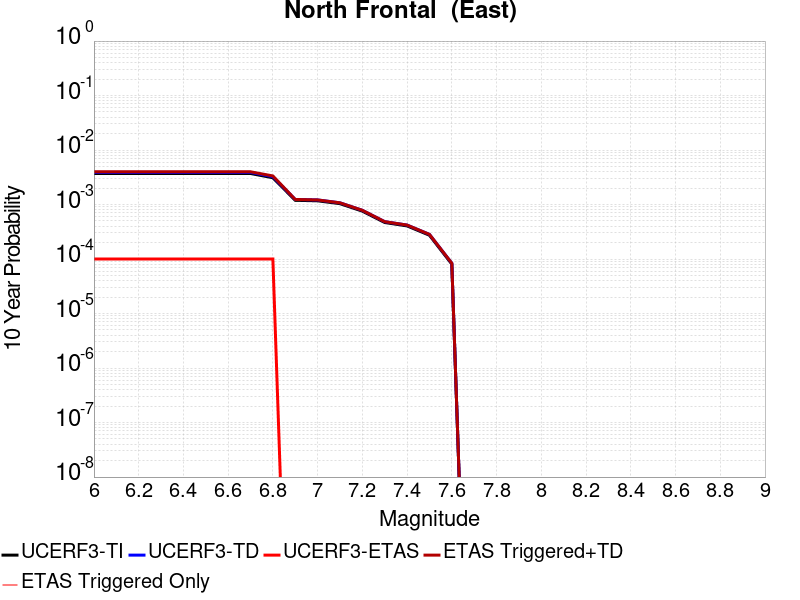 North Frontal  (East)
10 Year Probability
10^0
10^-1
10^-2
10^-3
10^-4
10^-5
10^-6
10^-7
10^-8
6 6.2 6.4 6.6 6.8 7 7.2 7.4 7.6 7.8 8 8.2 8.4 8.6 8.8 9
Magnitude
UCERF3-TI UCERF3-TD UCERF3-ETAS ETAS Triggered+TD
ETAS Triggered Only